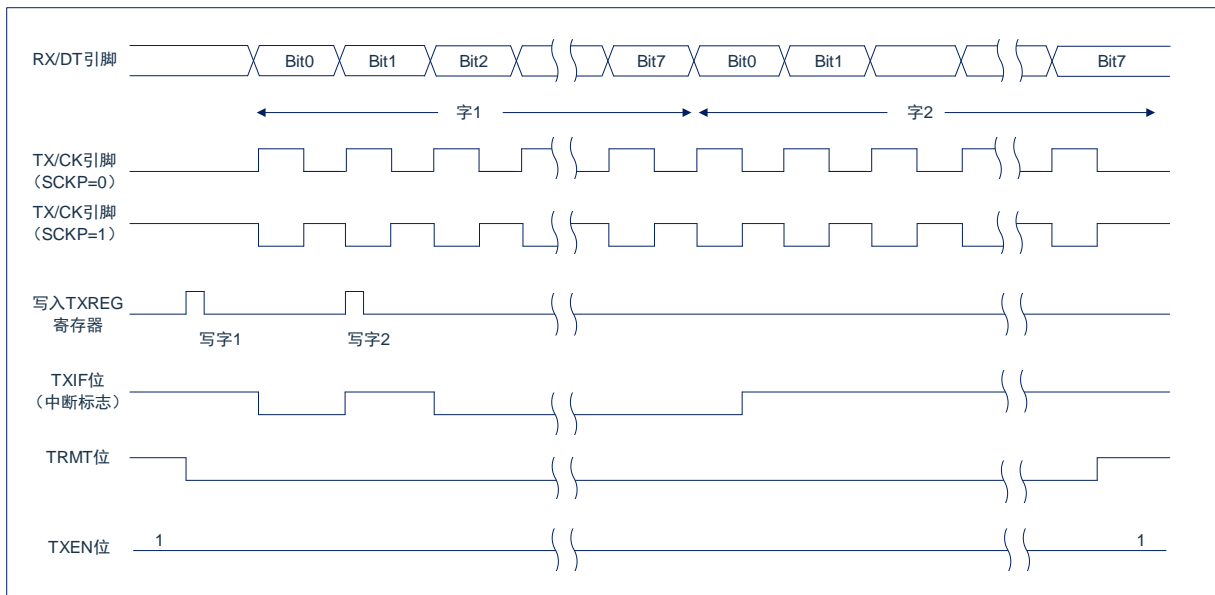 RX/DT引脚 Bit0 Bit1 Bit2 Bit7 Bit0 Bit1 Bit7
字1 字2
TX/CK引脚
（SCKP=0）
TX/CK引脚
（SCKP=1）
写入TXREG
寄存器
写字1 写字2
TXIF位
（中断标志）
TRMT位
TXEN位 1 1